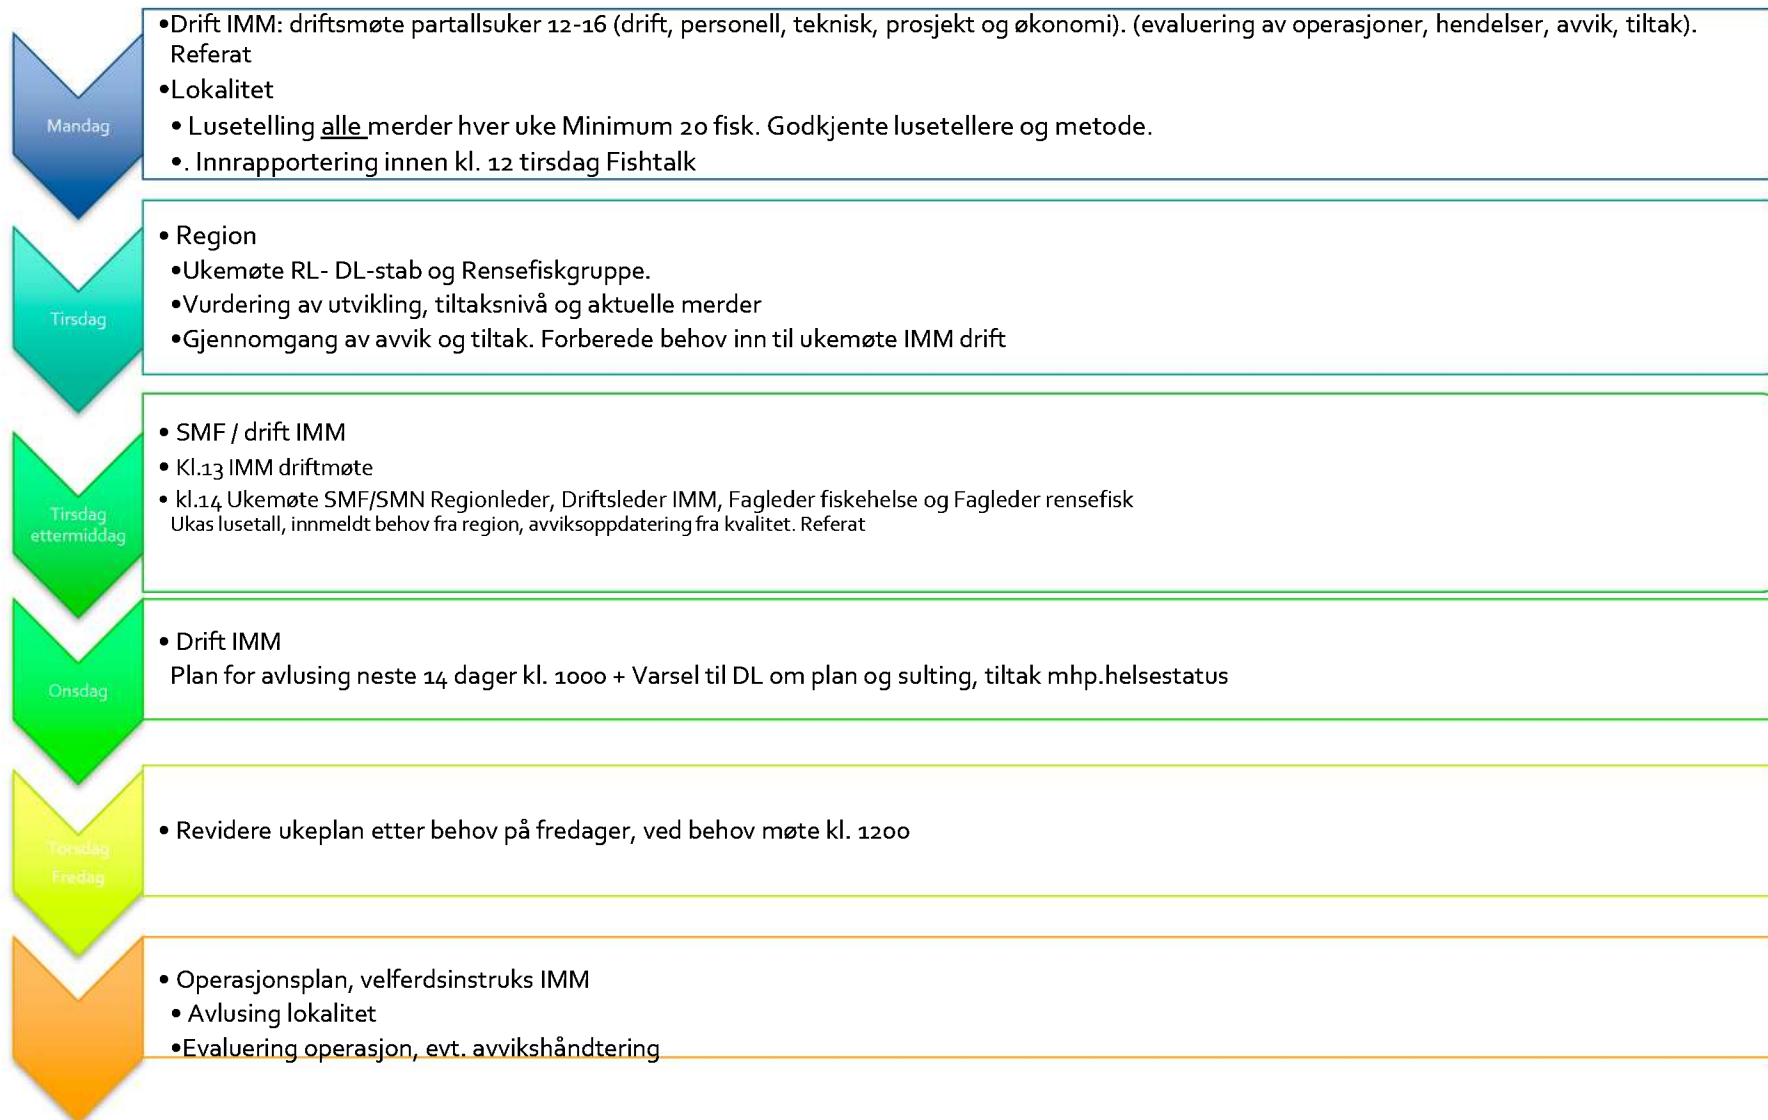 Mandag
•Drift IMM: driftsmøte partallsuker 12-16 (drift, personell, teknisk, prosjekt og økonomi). (evaluering av operasjoner, hendelser, avvik, tiltak).
Referat
•Lokalitet
• Lusetelling alle merder hver uke Minimum 20 fisk. Godkjente lusetellere og metode.
•. Innrapportering innen kl. 12 tirsdag Fishtalk
Tirsdag
• Region
•Ukemøte RL- DL-stab og Rensefiskgruppe.
•Vurdering av utvikling, tiltaksnivå og aktuelle merder
•Gjennomgang av avvik og tiltak. Forberede behov inn til ukemøte IMM drift
Tirsdag
ettermiddag
• SMF / drift IMM
• Kl.13 IMM driftmøte
• kl.14 Ukemøte SMF/SMN Regionleder, Driftsleder IMM, Fagleder fiskehelse og Fagleder rensefisk
Ukas lusetall, innmeldt behov fra region, avviksoppdatering fra kvalitet. Referat
Onsdag
• Drift IMM
Plan for avlusing neste 14 dager kl. 1000 + Varsel til DL om plan og sulting, tiltak mhp.helsestatus
Torsdag
Fredag
• Revidere ukeplan etter behov på fredager, ved behov møte kl. 1200
• Operasjonsplan, velferdsinstruks IMM
• Avlusing lokalitet
•Evaluering operasjon, evt. avvikshåndtering